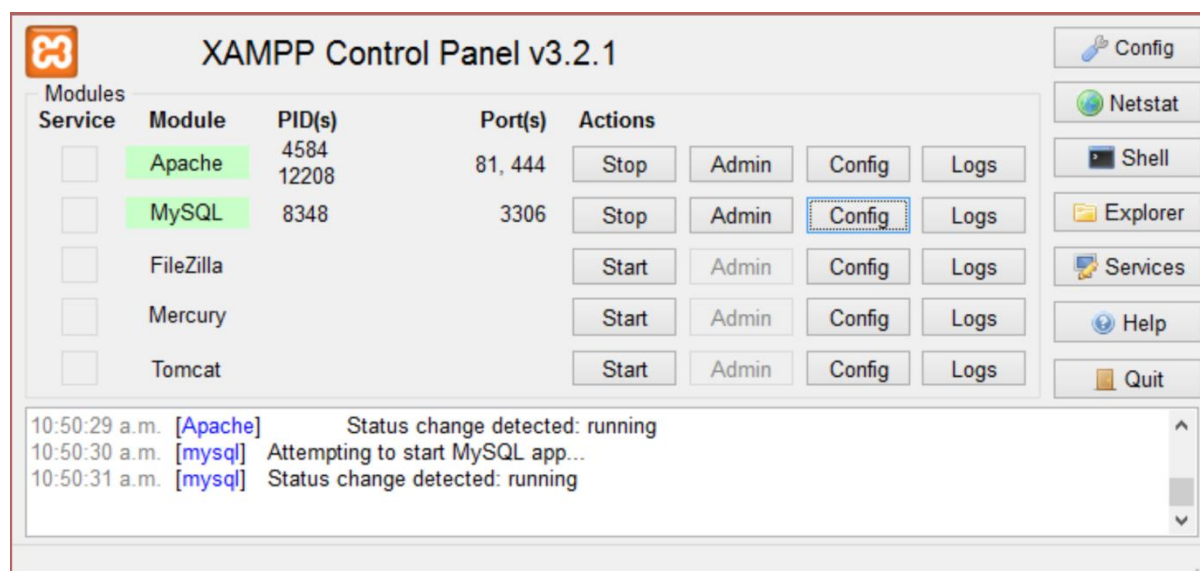 XAMPP Control Panel v3.2.1
Config
Modules
Service Module PID(s) Port(s) Actions
Netstat
Apache 4584 12208 81, 444 Stop Admin Config Logs
Shell
MySQL 8348 3306 Stop Admin Config Logs
Explorer
FileZilla Start Admin Config Logs
Services
Mercury Start Admin Config Logs
Help
Tomcat Start Admin Config Logs
Quit
10:50:29 a.m. [Apache] Status change detected: running
10:50:30 a.m. [mysql] Attempting to start MySQL app...
10:50:31 a.m. [mysql] Status change detected: running